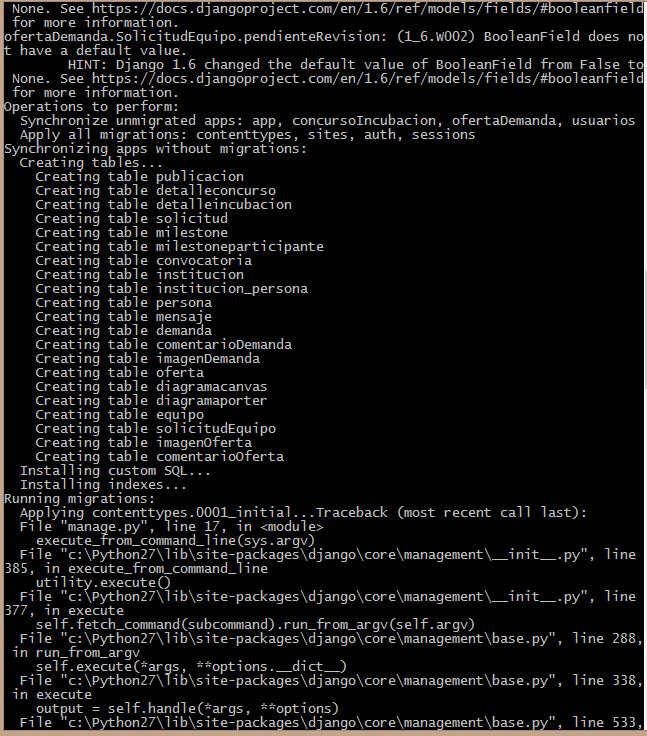 None. See https://docs.djangoproject.com/en/1.6/ref/models/fields/#booleanfield
 for more information.
ofertaDemanda.SolicitudEquipo.pendienteRevision: (1_6.W002) BooleanField does no
t have a default value.
        HINT: Django 1.6 changed the default value of BooleanField from False to
 None. See https://docs.djangoproject.com/en/1.6/ref/models/fields/#booleanfield
 for more information.
Operations to perform:
  Synchronize unmigrated apps: app, concursoIncubacion, ofertaDemanda, usuarios
  Apply all migrations: contenttypes, sites, auth, sessions
Synchronizing apps without migrations:
  Creating tables...
    Creating table publicacion
    Creating table detalleconcurso
    Creating table detalleincubacion
    Creating table solicitud
    Creating table milestone
    Creating table milestoneparticipante
    Creating table convocatoria
    Creating table institucion
    Creating table institucion_persona
    Creating table persona
    Creating table mensaje
    Creating table demanda
    Creating table comentarioDemanda
    Creating table imagenDemanda
    Creating table oferta
    Creating table diagramacanvas
    Creating table diagramaporter
    Creating table equipo
    Creating table solicitudEquipo
    Creating table imagenOferta
    Creating table comentarioOferta
  Installing custom SQL...
  Installing indexes...
Running migrations:
  Applying contenttypes.0001_initial...Traceback (most recent call last):
  File "manage.py", line 17, in <module>
    execute_from_command_line(sys.argv)
  File "c:\Python27\lib\site-packages\django\core\management\__init__.py", line
385, in execute_from_command_line
    utility.execute()
  File "c:\Python27\lib\site-packages\django\core\management\__init__.py", line
377, in execute
    self.fetch_command(subcommand).run_from_argv(self.argv)
  File "c:\Python27\lib\site-packages\django\core\management\base.py", line 288,
 in run_from_argv
    self.execute(*args, **options.__dict__)
  File "c:\Python27\lib\site-packages\django\core\management\base.py", line 338,
 in execute
    output = self.handle(*args, **options)
  File "c:\Python27\lib\site-packages\django\core\management\base.py", line 533,